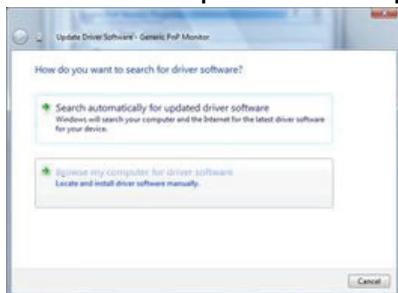 Update Driver Software - Generic PnP Monitor
How do you want to search for driver software?
Search automatically for updated driver software
Windows will search your computer and the Internet for the latest driver software
for your device.
Browse my computer for driver software
Locate and install driver software manually.
Cancel